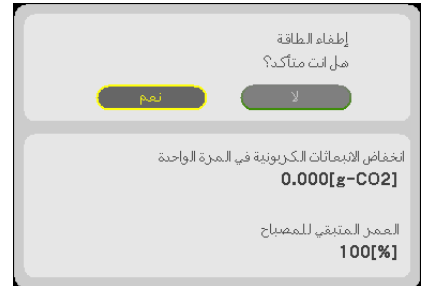 إطفاء الطاقة
هل انت متأكد؟
لا نعم
انخفاض الانبعاثات الكربونية في المرة الواحدة
0.000[g-CO2]
العمر المتبقي للمصباح
100[%]